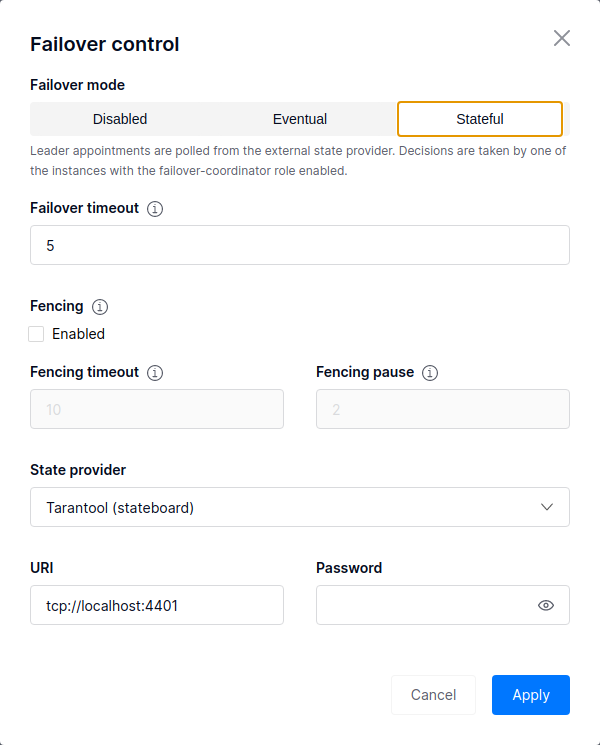 Failover control
Failover mode
Disabled Eventual Stateful
Leader appointments are polled from the external state provider. Decisions are taken by one of
the instances with the failover-coordinator role enabled.
Failover timeout
5
Fencing
Enabled
Fencing timeout Fencing pause
10 2
State provider
Tarantool (stateboard)
URI Password
tcp://localhost:4401
Cancel Apply